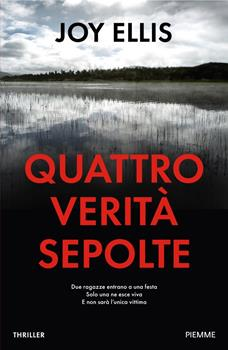 JOY ELLIS
QUATTRO
VERITÀ
SEPOLTE
Due ragazze entrano a una festa
Solo una ne esce viva
E non sarà l'unica vittima
THRILLER
PIEMME